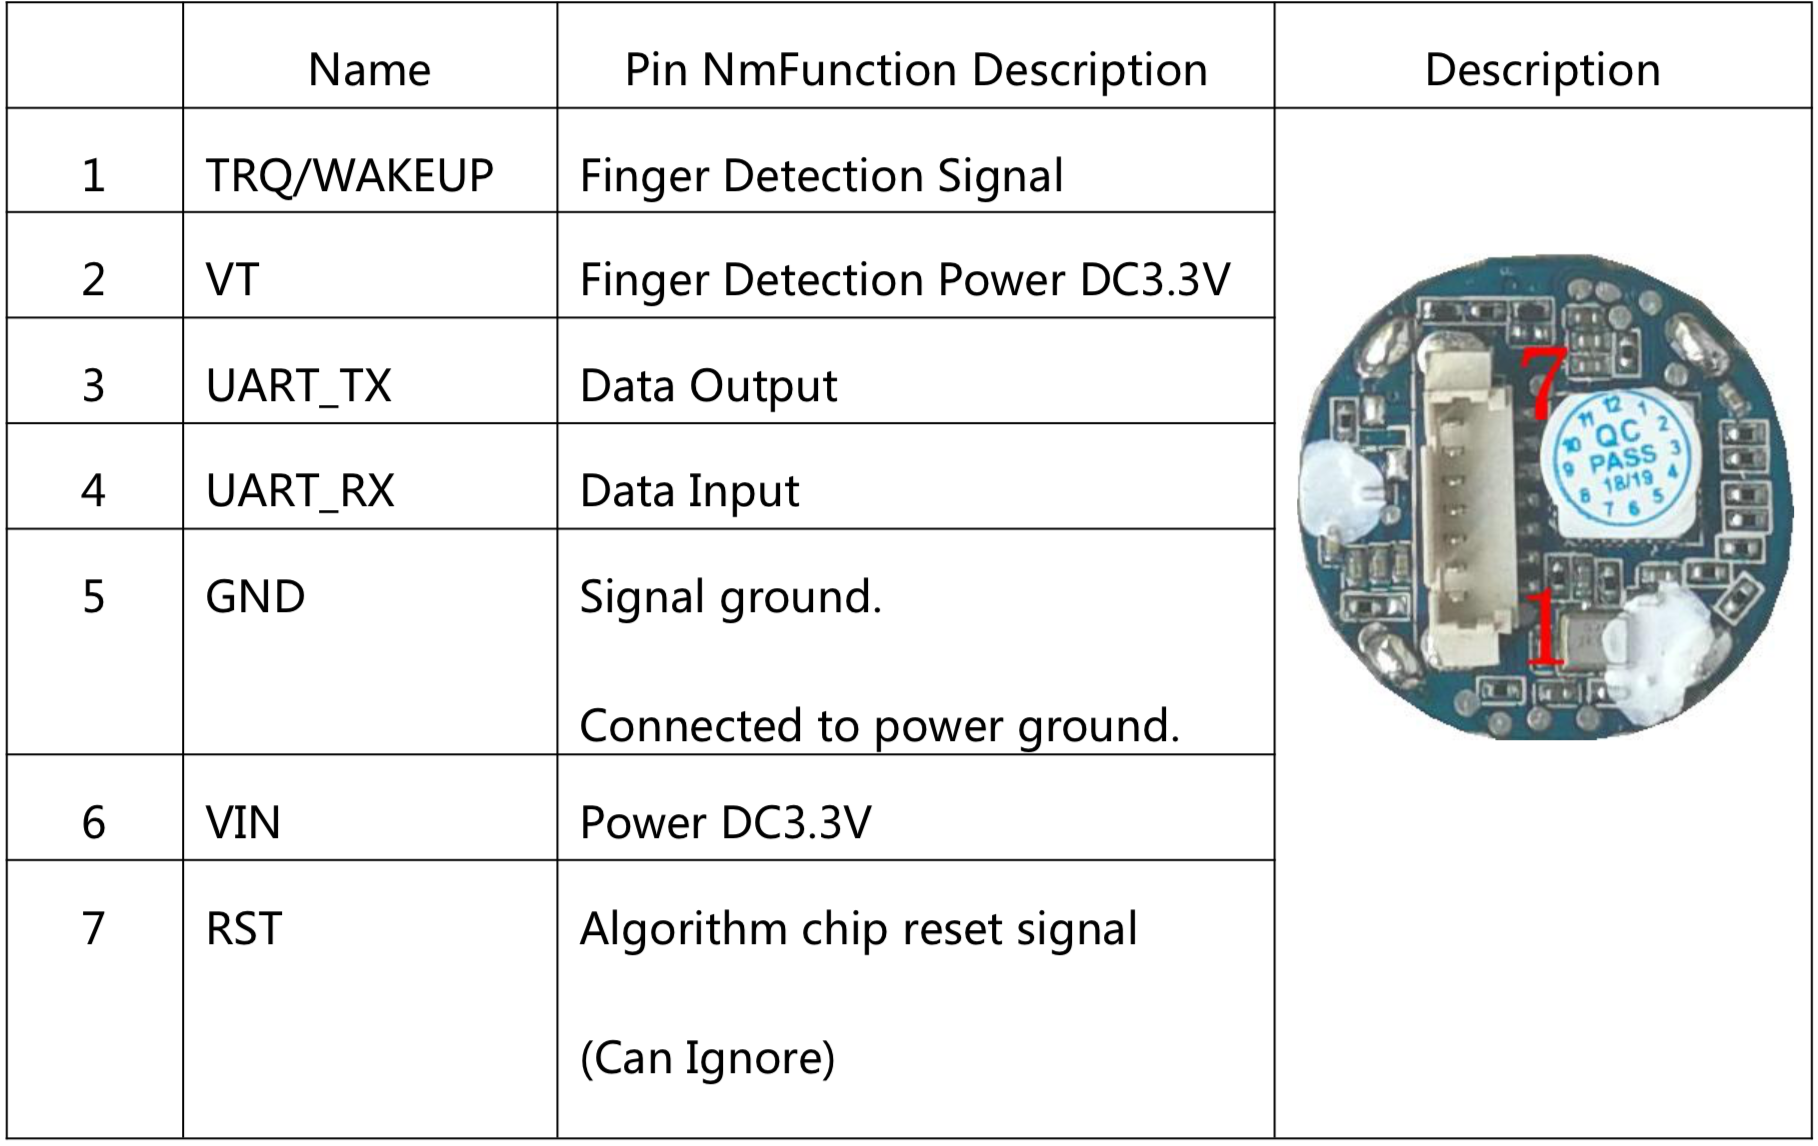 Name Pin NmFunction Description Description
1 TRQ/WAKEUP Finger Detection Signal
2 VT Finger Detection Power DC3.3V
3 UART_TX Data Output
4 UART_RX Data Input
5 GND Signal ground.
Connected to power ground.
6 VIN Power DC3.3V
7 RST Algorithm chip reset signal
(Can Ignore)
7
12 1 2 3 4 5 6 7 8 9 10 11
QC
PASS
18/19
1